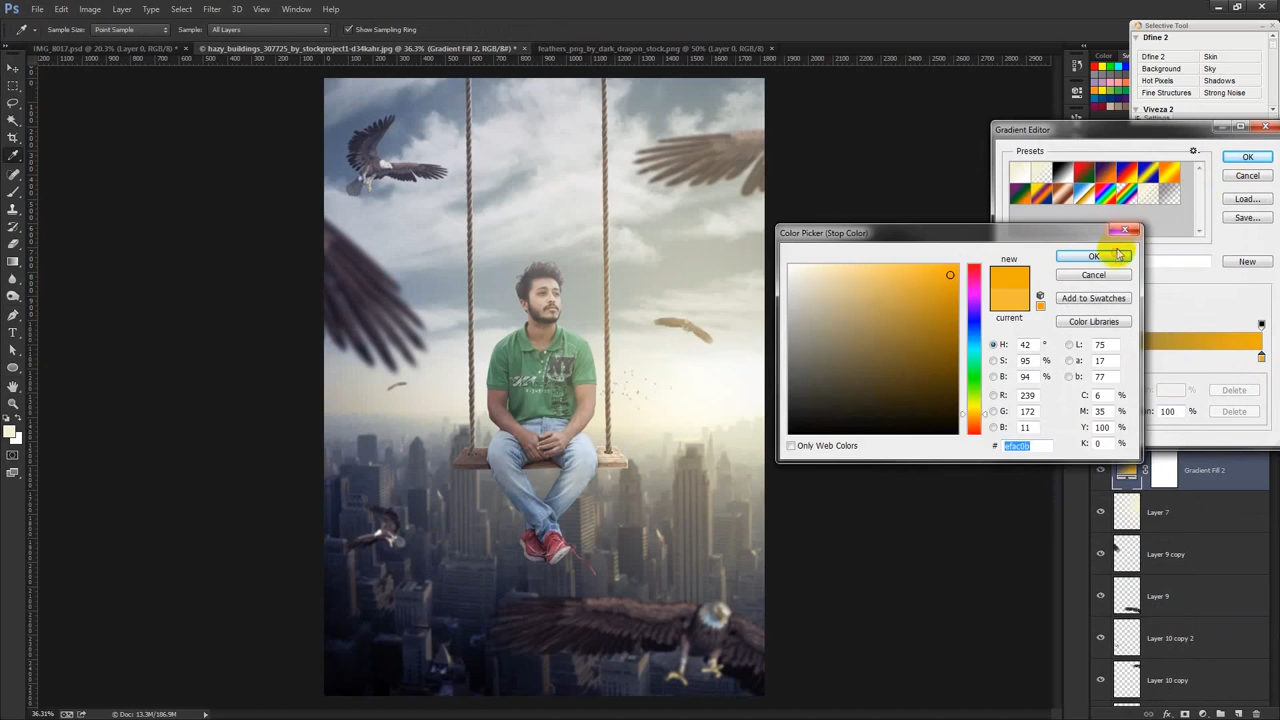 Ps File Edit Image Layer Type Select Filter 3D View Window Help
Sample Size: Point Sample Sample: All Layers Show Sampling Ring
IMG_8017.psd @ 20.3% (Layer 0, RGB/8) * × © hazy_buildings_307725_by_stockproject1-d34kahr.jpg @ 36.3% (Gradient Fill 2, RGB/8#) * × feathers_png_by_dark_dragon_stock.png @ 50% (Layer 0, RGB/8) ×
Selective Tool
Dfine 2
Dfine 2 Skin
Background Sky
Hot Pixels Shadows
Fine Structures Strong Noise
Viveza 2
Settings
Color
Gradient Editor
Presets
OK
Cancel
Load...
Save...
New
Delete
100 %
Delete
Color Picker (Stop Color)
new
current
OK
Cancel
Add to Swatches
Color Libraries
H: 42 ° L: 75
S: 95 % a: 17
B: 94 % b: 77
R: 239 C: 6 %
G: 172 M: 35 %
B: 11 Y: 100 %
# efac0b K: 0 %
Only Web Colors
Gradient Fill 2
Layer 7
Layer 9 copy
Layer 9
Layer 10 copy 2
Layer 10 copy
36.31% Doc: 13.3M/186.9M